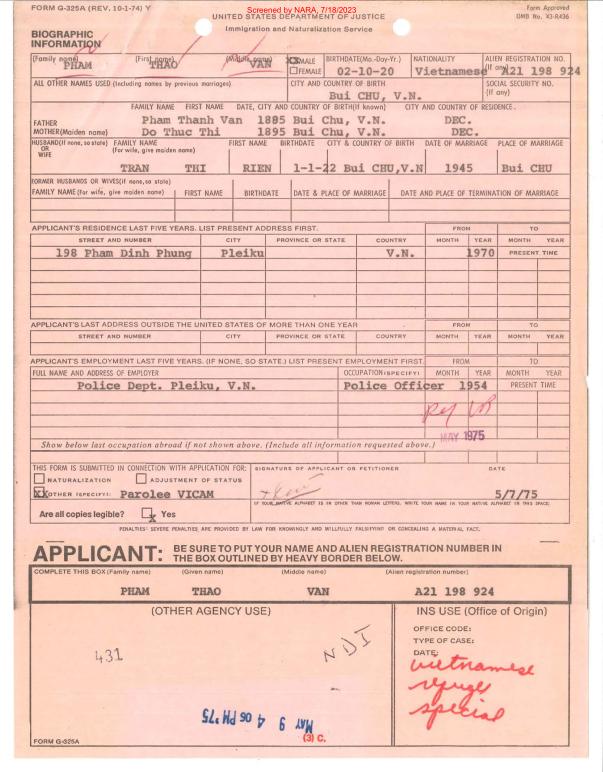 Screened by NARA, 7/18/2023
FORM G-325A (REV. 10-1-74) Y
Form Approved
OMB No. 43-R436
UNITED STATES DEPARTMENT OF JUSTICE
Immigration and Naturalization Service
BIOGRAPHIC
INFORMATION
(Family name) (First name) (Middle name) XX MALE BIRTHDATE(Mo.-Day-Yr.) NATIONALITY ALIEN REGISTRATION NO.
PHAM THAO VAN FEMALE 02-10-20 Vietnamese (If any) A21 198 924
ALL OTHER NAMES USED (Including names by previous marriages) CITY AND COUNTRY OF BIRTH SOCIAL SECURITY NO.
Bui CHU, V.N. (If any)
FAMILY NAME FIRST NAME DATE, CITY AND COUNTRY OF BIRTH(If known) CITY AND COUNTRY OF RESIDENCE.
FATHER Pham Thanh Van 1885 Bui Chu, V.N. DEC.
MOTHER(Maiden name) Do Thuc Thi 1895 Bui Chu, V.N. DEC.
HUSBAND(If none, so state) FAMILY NAME FIRST NAME BIRTHDATE CITY & COUNTRY OF BIRTH DATE OF MARRIAGE PLACE OF MARRIAGE
OR (For wife, give maiden name)
WIFE
TRAN THI RIEN 1-1-22 Bui CHU,V.N 1945 Bui CHU
FORMER HUSBANDS OR WIVES(if none,so state)
FAMILY NAME (For wife, give maiden name) FIRST NAME BIRTHDATE DATE & PLACE OF MARRIAGE DATE AND PLACE OF TERMINATION OF MARRIAGE
APPLICANT'S RESIDENCE LAST FIVE YEARS. LIST PRESENT ADDRESS FIRST. FROM TO
STREET AND NUMBER CITY PROVINCE OR STATE COUNTRY MONTH YEAR MONTH YEAR
198 Pham Dinh Phung Pleiku V.N. 1970 PRESENT TIME
APPLICANT'S LAST ADDRESS OUTSIDE THE UNITED STATES OF MORE THAN ONE YEAR FROM TO
STREET AND NUMBER CITY PROVINCE OR STATE COUNTRY MONTH YEAR MONTH YEAR
APPLICANT'S EMPLOYMENT LAST FIVE YEARS. (IF NONE, SO STATE.) LIST PRESENT EMPLOYMENT FIRST. FROM TO
FULL NAME AND ADDRESS OF EMPLOYER OCCUPATION(SPECIFY) MONTH YEAR MONTH YEAR
Police Dept. Pleiku, V.N. Police Officer 1954 PRESENT TIME
MAY 1975
Show below last occupation abroad if not shown above. (Include all information requested above.)
THIS FORM IS SUBMITTED IN CONNECTION WITH APPLICATION FOR: SIGNATURE OF APPLICANT OR PETITIONER DATE
NATURALIZATION ADJUSTMENT OF STATUS
XX OTHER (SPECIFY): Parolee VICAM 5/7/75
IF YOUR NATIVE ALPHABET IS IN OTHER THAN ROMAN LETTERS, WRITE YOUR NAME IN YOUR NATIVE ALPHABET IN THIS SPACE:
Are all copies legible? X Yes
PENALTIES: SEVERE PENALTIES ARE PROVIDED BY LAW FOR KNOWINGLY AND WILLFULLY FALSIFYING OR CONCEALING A MATERIAL FACT.
APPLICANT: BE SURE TO PUT YOUR NAME AND ALIEN REGISTRATION NUMBER IN
THE BOX OUTLINED BY HEAVY BORDER BELOW.
COMPLETE THIS BOX (Family name) (Given name) (Middle name) (Alien registration number)
PHAM THAO VAN A21 198 924
(OTHER AGENCY USE) INS USE (Office of Origin)
OFFICE CODE:
TYPE OF CASE:
DATE:
431
NDI
vietnamese
refugee
special
MAY 9 4 06 PM '75
(3) C.
FORM G-325A